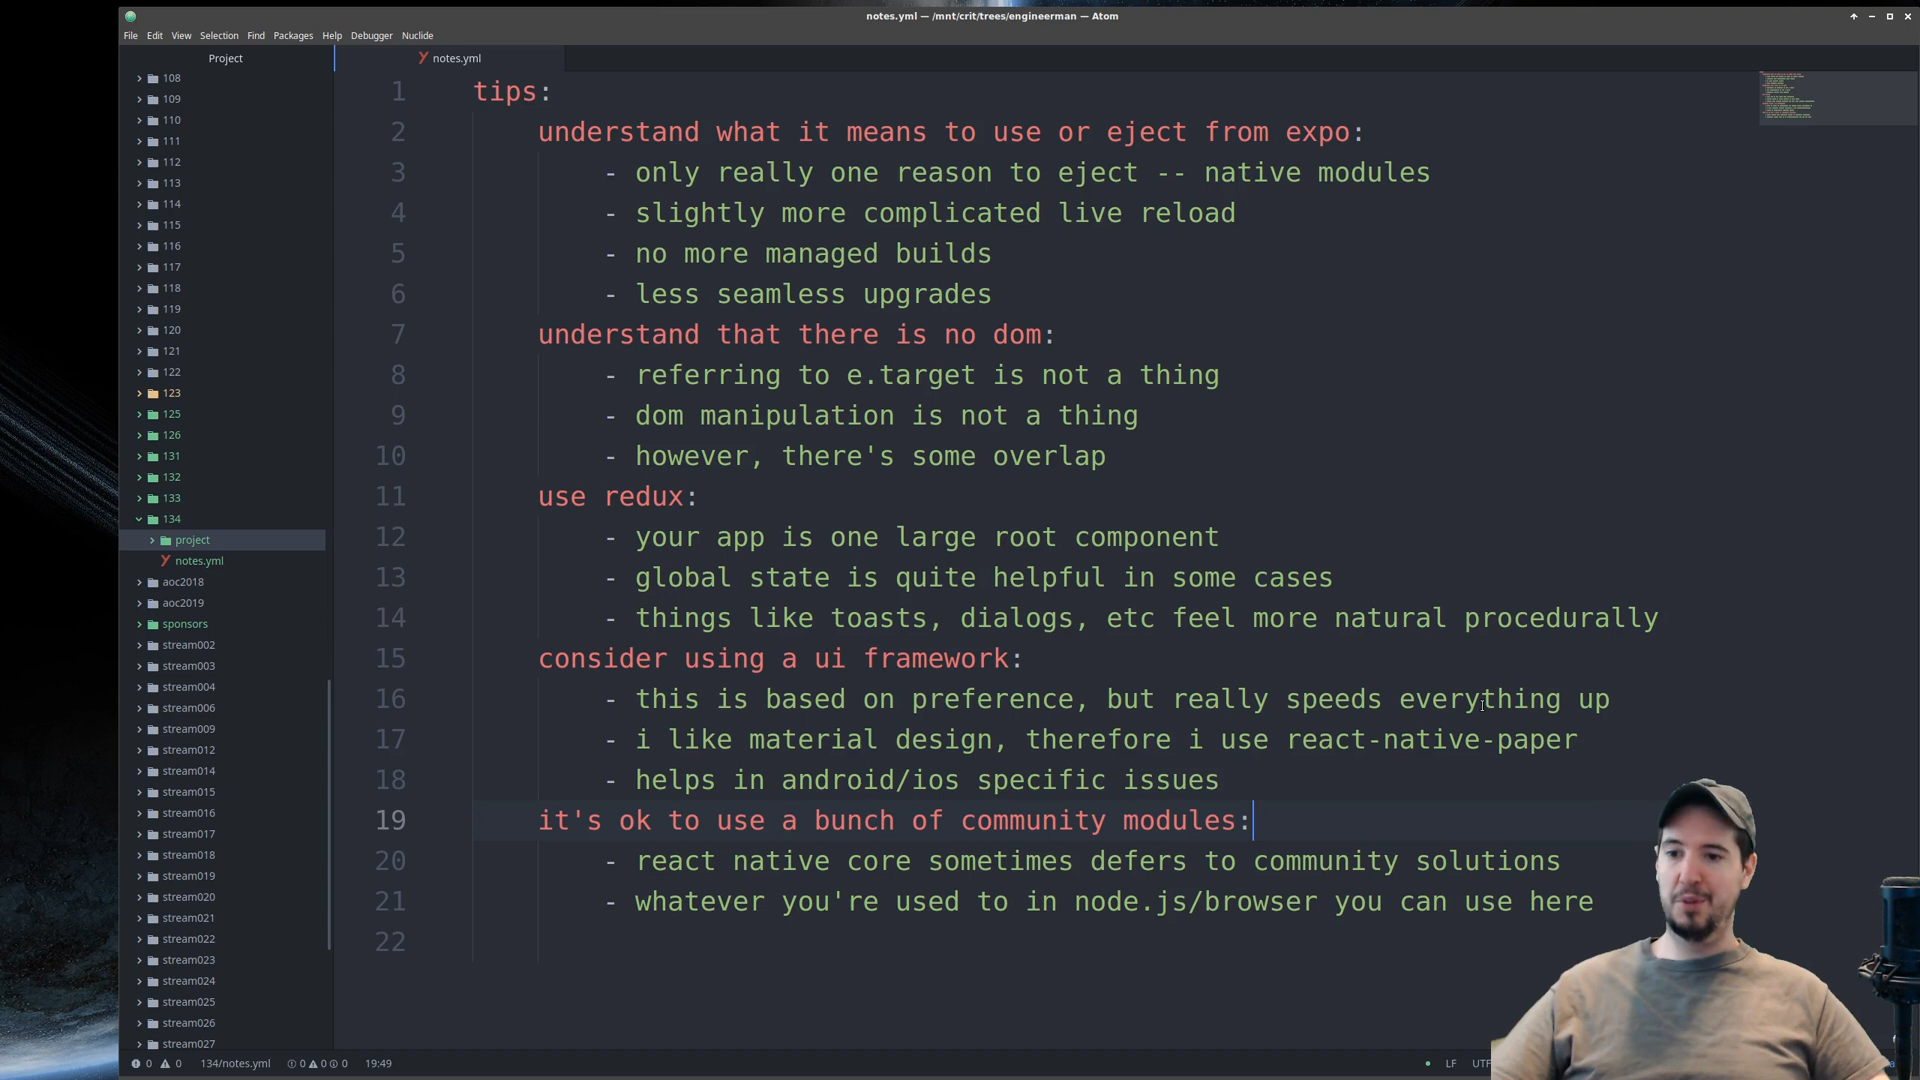 notes.yml — /mnt/crit/trees/engineerman — Atom
File Edit View Selection Find Packages Help Debugger Nuclide
Project
108
109
110
111
112
113
114
115
116
117
118
119
120
121
122
123
125
126
131
132
133
134
project
notes.yml
aoc2018
aoc2019
sponsors
stream002
stream003
stream004
stream006
stream009
stream012
stream014
stream015
stream016
stream017
stream018
stream019
stream020
stream021
stream022
stream023
stream024
stream025
stream026
stream027
notes.yml
1 tips:
2 understand what it means to use or eject from expo:
3 - only really one reason to eject -- native modules
4 - slightly more complicated live reload
5 - no more managed builds
6 - less seamless upgrades
7 understand that there is no dom:
8 - referring to e.target is not a thing
9 - dom manipulation is not a thing
10 - however, there's some overlap
11 use redux:
12 - your app is one large root component
13 - global state is quite helpful in some cases
14 - things like toasts, dialogs, etc feel more natural procedurally
15 consider using a ui framework:
16 - this is based on preference, but really speeds everything up
17 - i like material design, therefore i use react-native-paper
18 - helps in android/ios specific issues
19 it's ok to use a bunch of community modules:
20 - react native core sometimes defers to community solutions
21 - whatever you're used to in node.js/browser you can use here
22
0 0 134/notes.yml 0 0 0 19:49 LF UTF